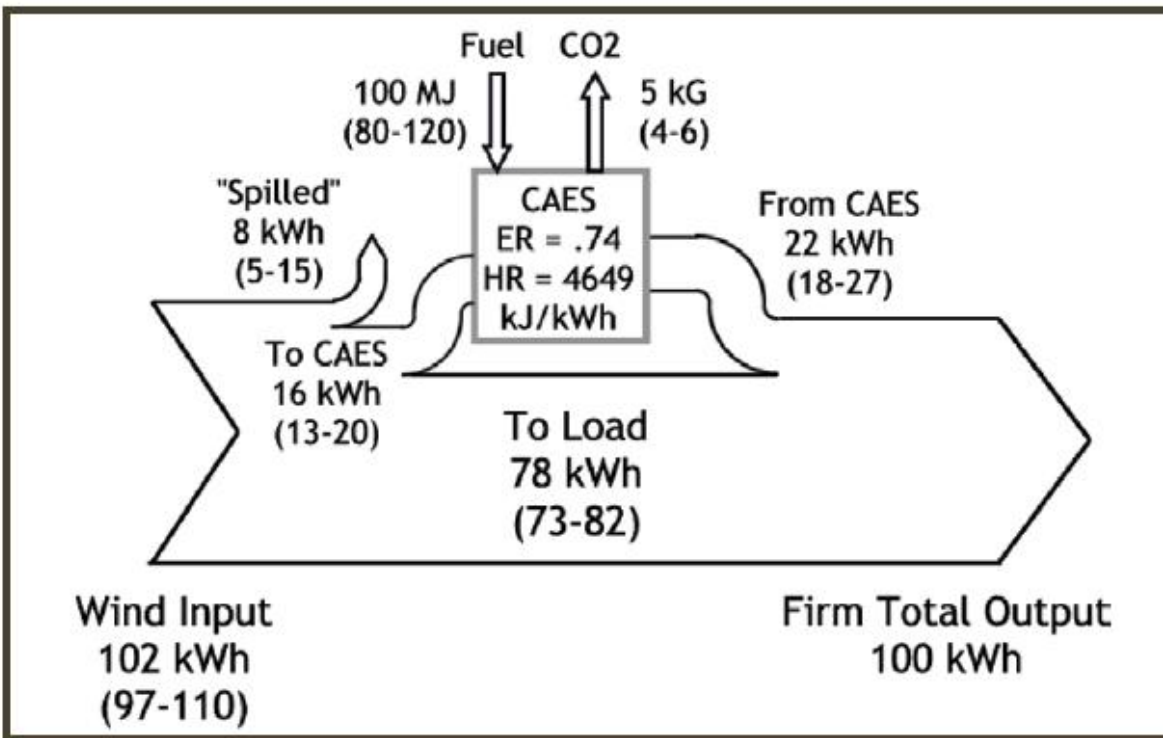 Fuel
CO2
100 MJ
(80-120)
5 kG
(4-6)
"Spilled"
8 kWh
(5-15)
CAES
ER = .74
HR = 4649
kJ/kWh
From CAES
22 kWh
(18-27)
To CAES
16 kWh
(13-20)
To Load
78 kWh
(73-82)
Wind Input
102 kWh
(97-110)
Firm Total Output
100 kWh